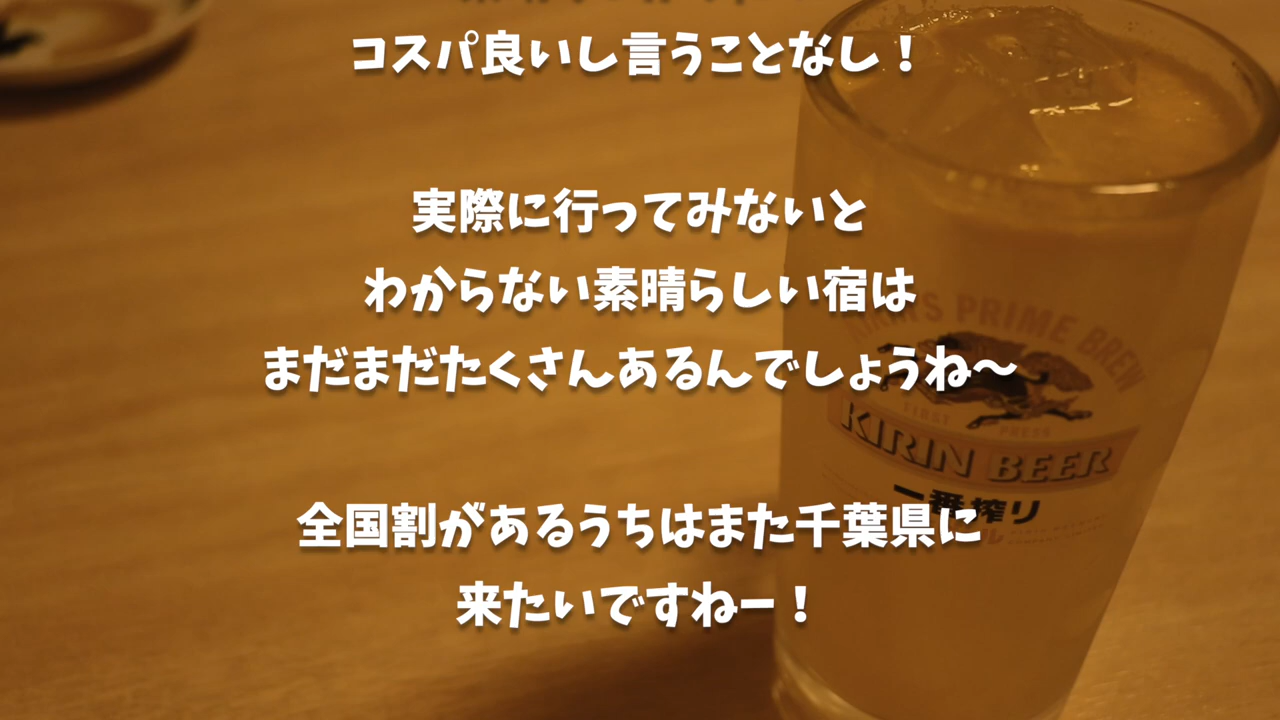 コスパ良いし言うことなし！
実際に行ってみないと
わからない素晴らしい宿は
まだまだたくさんあるんでしょうね〜
全国割があるうちはまた千葉県に
来たいですねー！
PRIME BREW
FIRST PRESS
KIRIN BEER
一番搾り